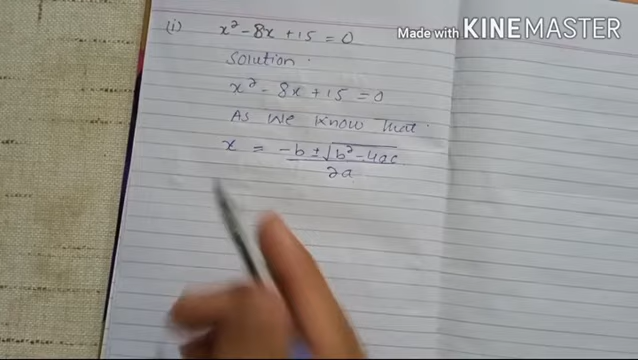 Made with KINEMASTER
(i) x² - 8x + 15 = 0
Solution.
x² - 8x + 15 = 0
As we know that.
x = -b ± √b² - 4ac
2a